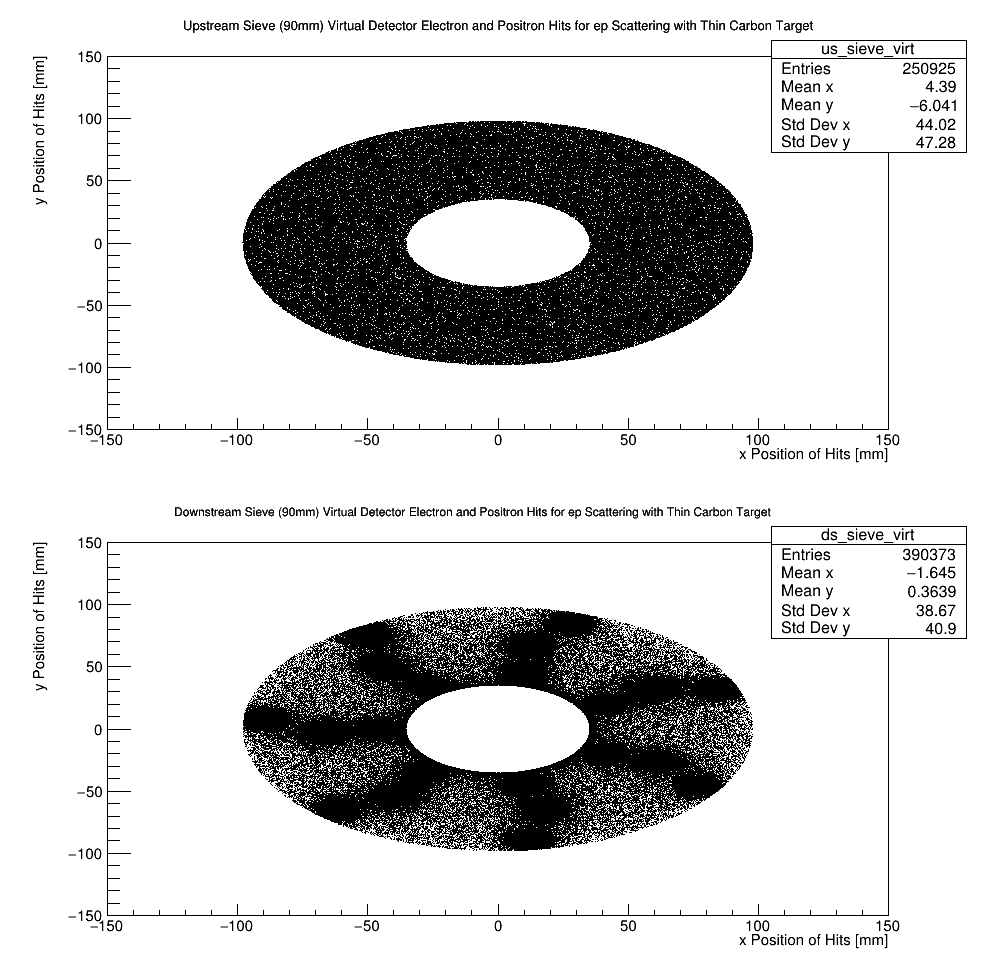 Upstream Sieve (90mm) Virtual Detector Electron and Positron Hits for ep Scattering with Thin Carbon Target
us_sieve_virt
Entries 250925
Mean x 4.39
Mean y −6.041
Std Dev x 44.02
Std Dev y 47.28
y Position of Hits [mm]
150
100
50
0
−50
−100
−150
−150 −100 −50 0 50 100 150
x Position of Hits [mm]
Downstream Sieve (90mm) Virtual Detector Electron and Positron Hits for ep Scattering with Thin Carbon Target
ds_sieve_virt
Entries 390373
Mean x −1.645
Mean y 0.3639
Std Dev x 38.67
Std Dev y 40.9
y Position of Hits [mm]
150
100
50
0
−50
−100
−150
−150 −100 −50 0 50 100 150
x Position of Hits [mm]